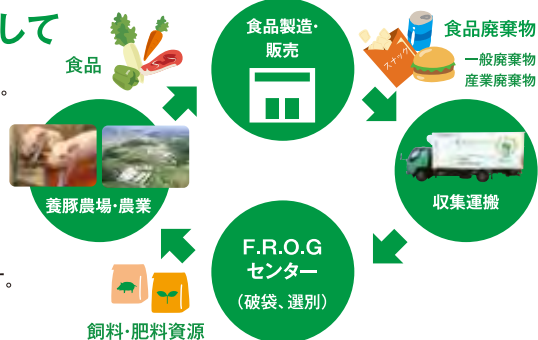 して
食品
。
食品製造・
販売
スナック
食品廃棄物
一般廃棄物
産業廃棄物
収集運搬
養豚農場・農業
F.R.O.G
センター
（破袋、選別）
す。
飼料・肥料資源